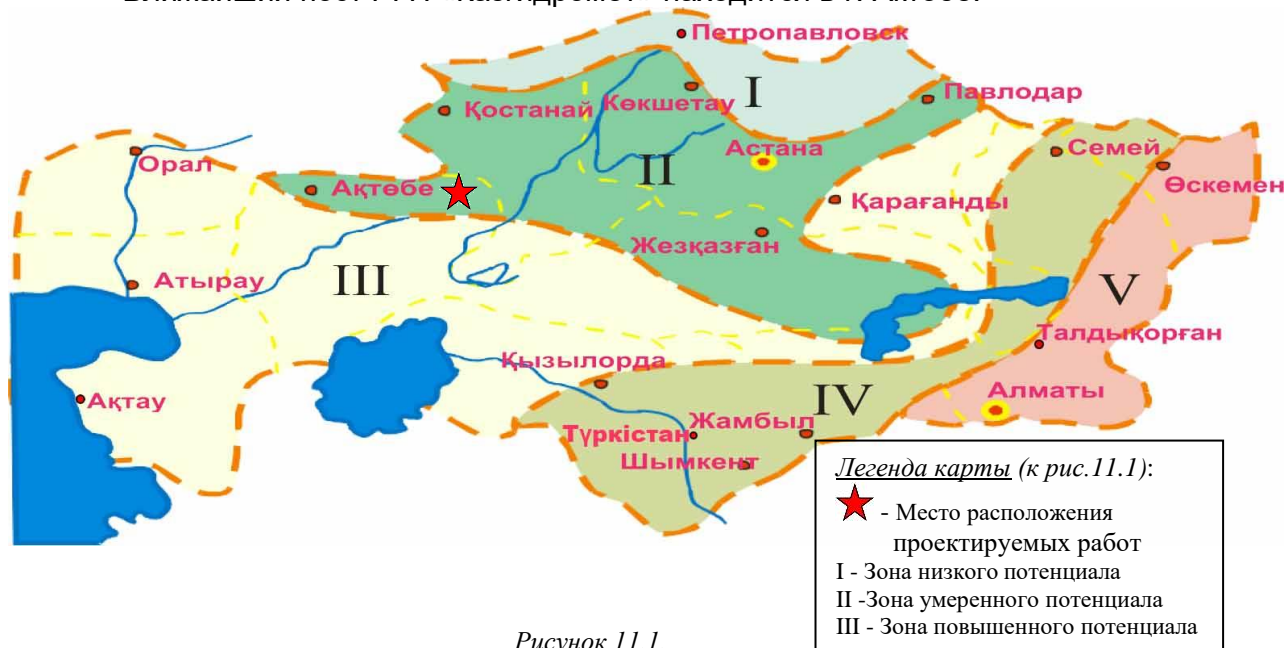 Петропавловск
I
Қостанай
Көкшетау
Павлодар
Орал
Ақтөбе
II
Астана
Семей
Өскемен
Қарағанды
Жезқазған
Атырау
III
V
Талдықорған
Қызылорда
Ақтау
IV
Алматы
Жамбыл
Түркістан
Шымкент
Легенда карты (к рис.11.1):
- Место расположения
проектируемых работ
I - Зона низкого потенциала
II -Зона умеренного потенциала
III - Зона повышенного потенциала
Рисунок 11.1